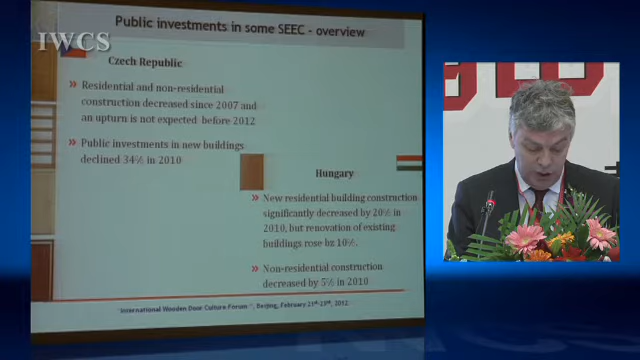 IWCS
Public investments in some SEEC - overview
Czech Republic
» Residential and non-residential
construction decreased since 2007 and
an upturn is not expected before 2012
» Public investments in new buildings
declined 34% in 2010
Hungary
» New residential building construction
significantly decreased by 20% in
2010, but renovation of existing
buildings rose bz 10%.
» Non-residential construction
decreased by 5% in 2010
"International Wooden Door Culture Forum ", Beijing, February 21st-23rd, 2012